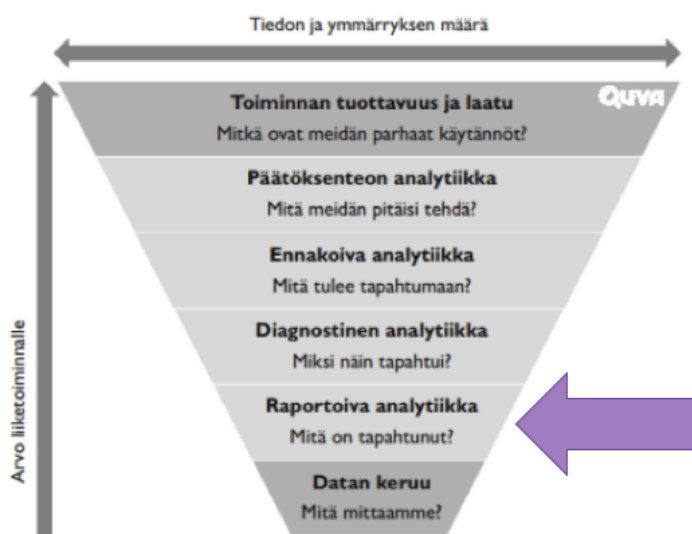 Tiedon ja ymmärryksen määrä
Quva
Toiminnan tuottavuus ja laatu
Mitkä ovat meidän parhaat käytännöt?
Päätöksenteon analytiikka
Mitä meidän pitäisi tehdä?
Ennakoiva analytiikka
Mitä tulee tapahtumaan?
Diagnostinen analytiikka
Miksi näin tapahtui?
Raportoiva analytiikka
Mitä on tapahtunut?
Datan keruu
Mitä mittaamme?
Arvo liiketoiminnalle